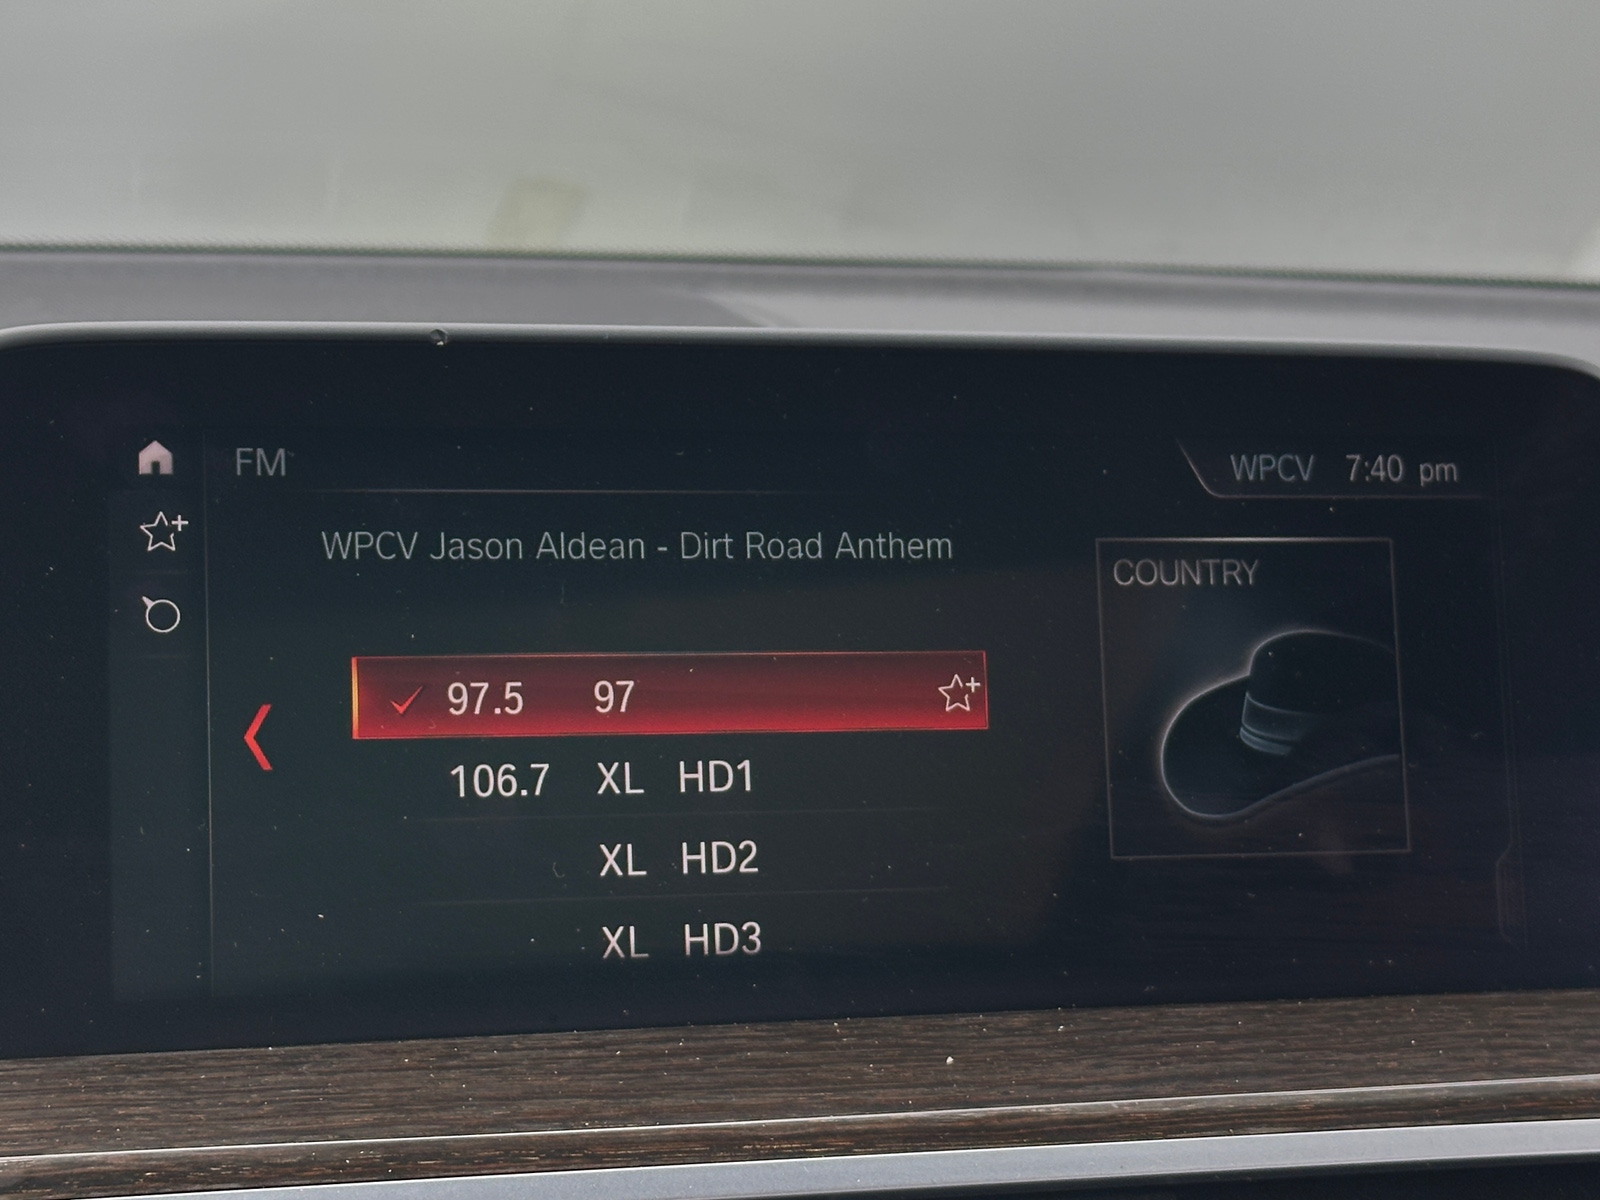 FM
WPCV 7:40 pm
WPCV Jason Aldean - Dirt Road Anthem
COUNTRY
97.5 97
106.7 XL HD1
XL HD2
XL HD3